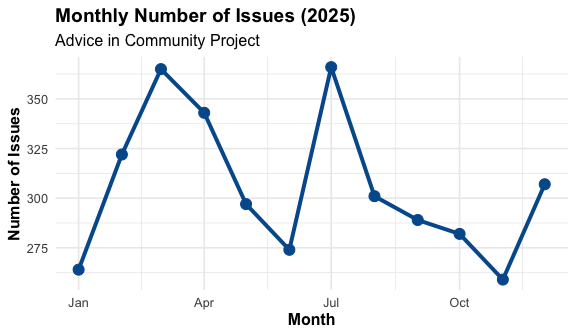 Monthly Number of Issues (2025)
Advice in Community Project
Number of Issues
350
325
300
275
Jan Apr Jul Oct
Month